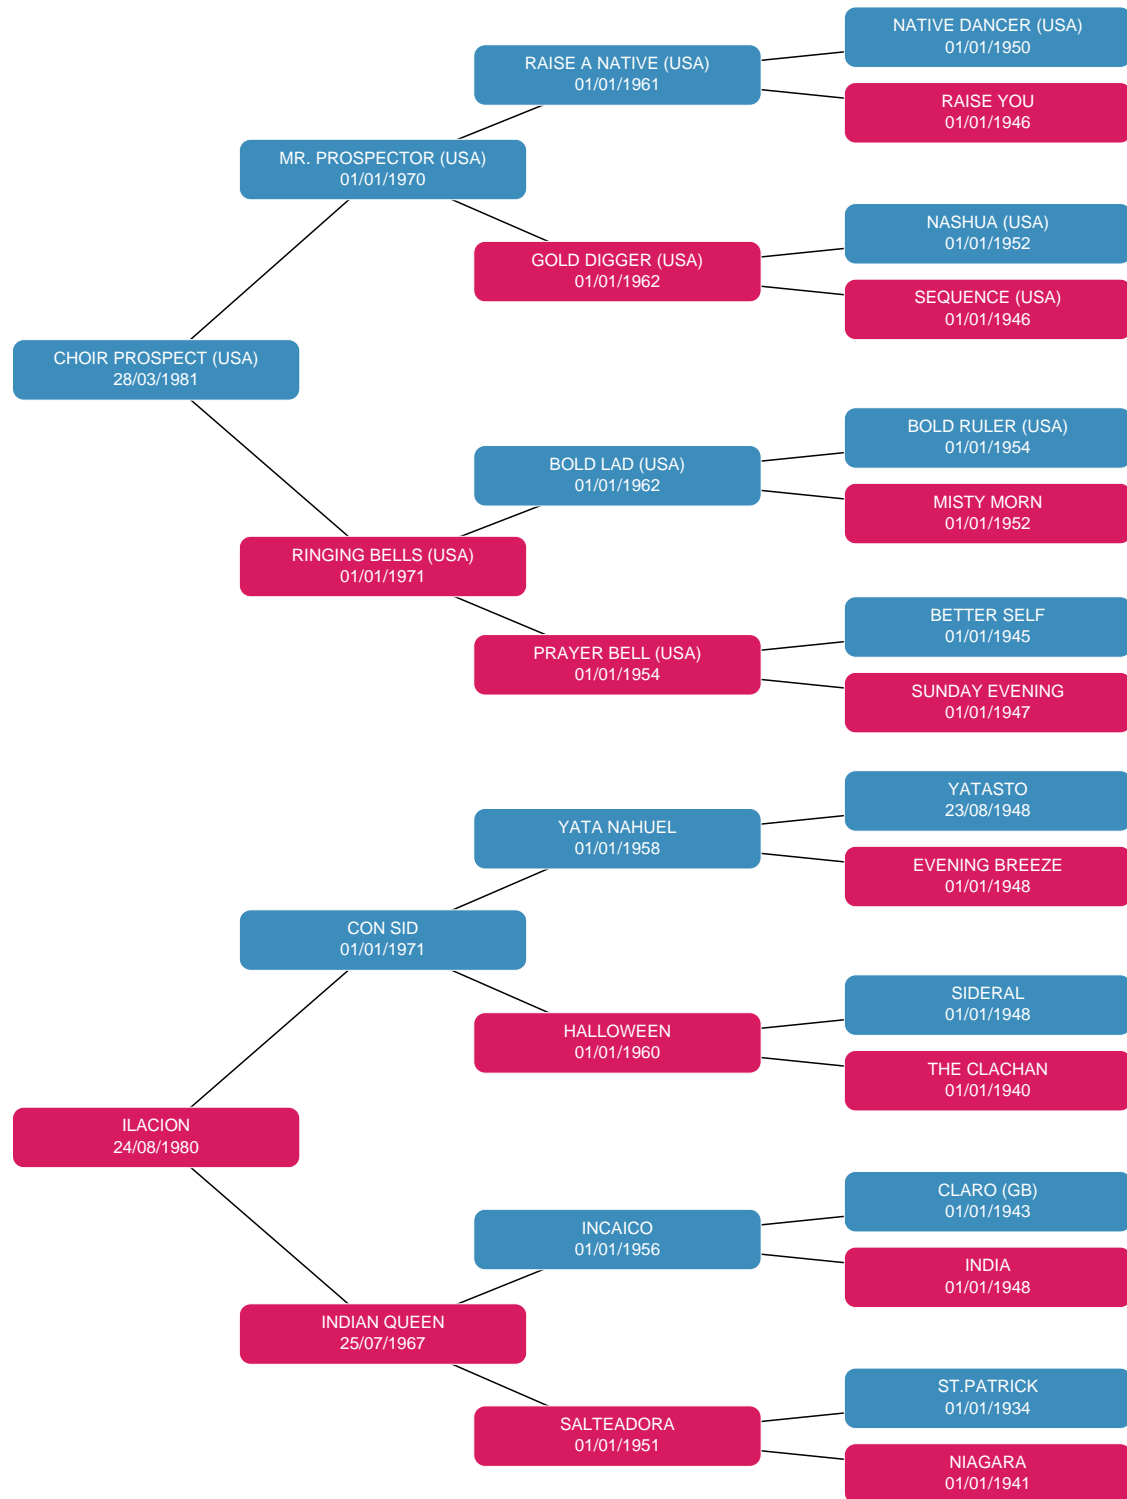 NATIVE DANCER (USA)
01/01/1950
RAISE A NATIVE (USA)
01/01/1961
RAISE YOU
01/01/1946
MR. PROSPECTOR (USA)
01/01/1970
NASHUA (USA)
01/01/1952
GOLD DIGGER (USA)
01/01/1962
SEQUENCE (USA)
01/01/1946
CHOIR PROSPECT (USA)
28/03/1981
BOLD RULER (USA)
01/01/1954
BOLD LAD (USA)
01/01/1962
MISTY MORN
01/01/1952
RINGING BELLS (USA)
01/01/1971
BETTER SELF
01/01/1945
PRAYER BELL (USA)
01/01/1954
SUNDAY EVENING
01/01/1947
YATASTO
23/08/1948
YATA NAHUEL
01/01/1958
EVENING BREEZE
01/01/1948
CON SID
01/01/1971
SIDERAL
01/01/1948
HALLOWEEN
01/01/1960
THE CLACHAN
01/01/1940
ILACION
24/08/1980
CLARO (GB)
01/01/1943
INCAICO
01/01/1956
INDIA
01/01/1948
INDIAN QUEEN
25/07/1967
ST.PATRICK
01/01/1934
SALTEADORA
01/01/1951
NIAGARA
01/01/1941